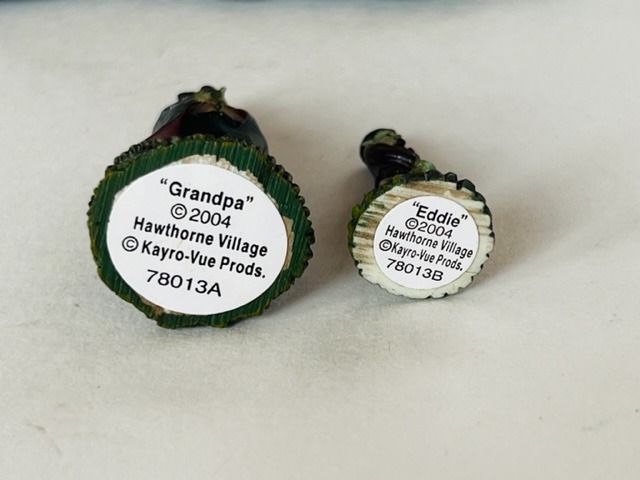 "Grandpa"
©2004
Hawthorne Village
©Kayro-Vue Prods.
78013A
"Eddie"
©2004
Hawthorne Village
©Kayro-Vue Prods.
78013B